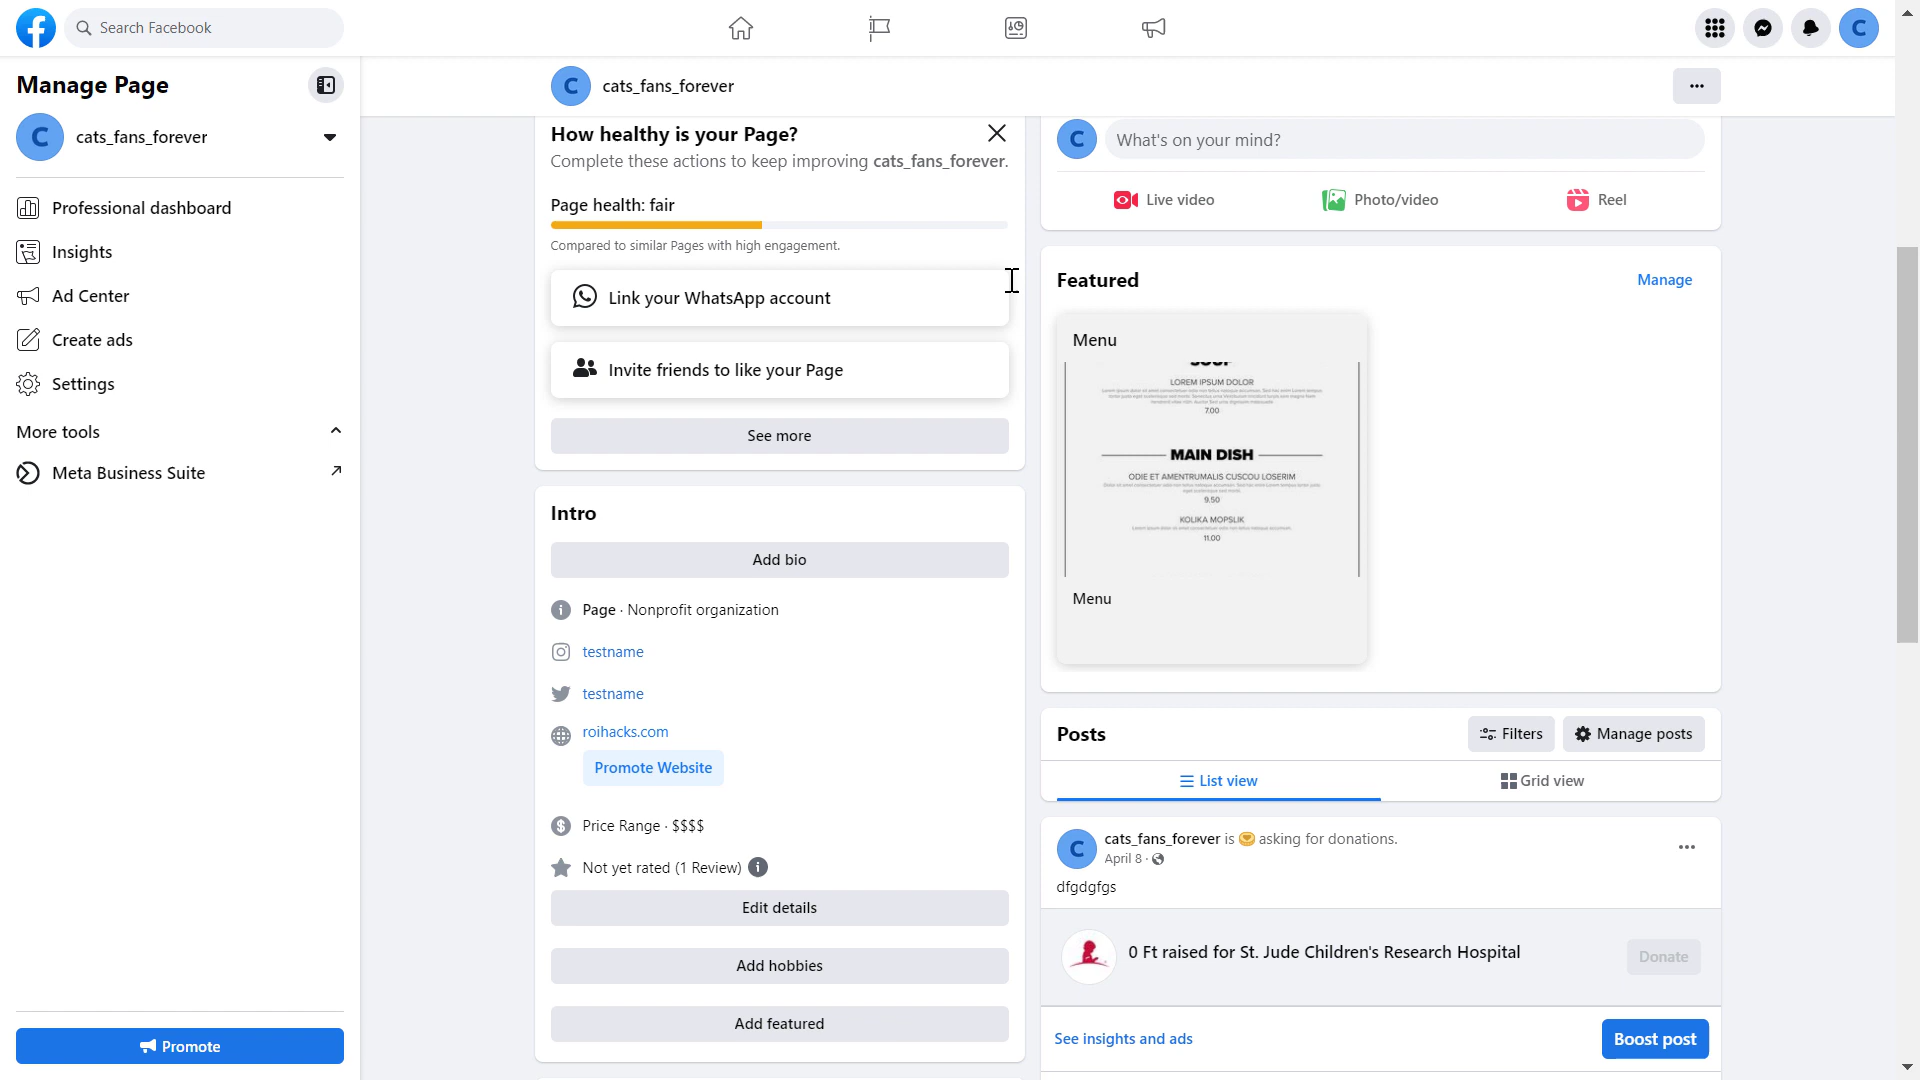 Search Facebook
C
Manage Page
C cats_fans_forever
Professional dashboard
Insights
Ad Center
Create ads
Settings
More tools
Meta Business Suite
Promote
C cats_fans_forever
...
How healthy is your Page?
Complete these actions to keep improving cats_fans_forever.
Page health: fair
Compared to similar Pages with high engagement.
Link your WhatsApp account
Invite friends to like your Page
See more
Intro
Add bio
Page · Nonprofit organization
testname
testname
roihacks.com
Promote Website
Price Range · $$$$
Not yet rated (1 Review)
Edit details
Add hobbies
Add featured
C What's on your mind?
Live video
Photo/video
Reel
Featured
Manage
Menu
SOUP
LOREM IPSUM DOLOR
7.00
MAIN DISH
ODIE ET AMENTRUMALIS CUSCOU LOSERIM
9.50
KOLIKA MOPSLIK
11.00
Menu
Posts
Filters
Manage posts
List view
Grid view
C cats_fans_forever is asking for donations.
April 8 ·
dfgdgfgs
0 Ft raised for St. Jude Children's Research Hospital
Donate
See insights and ads
Boost post